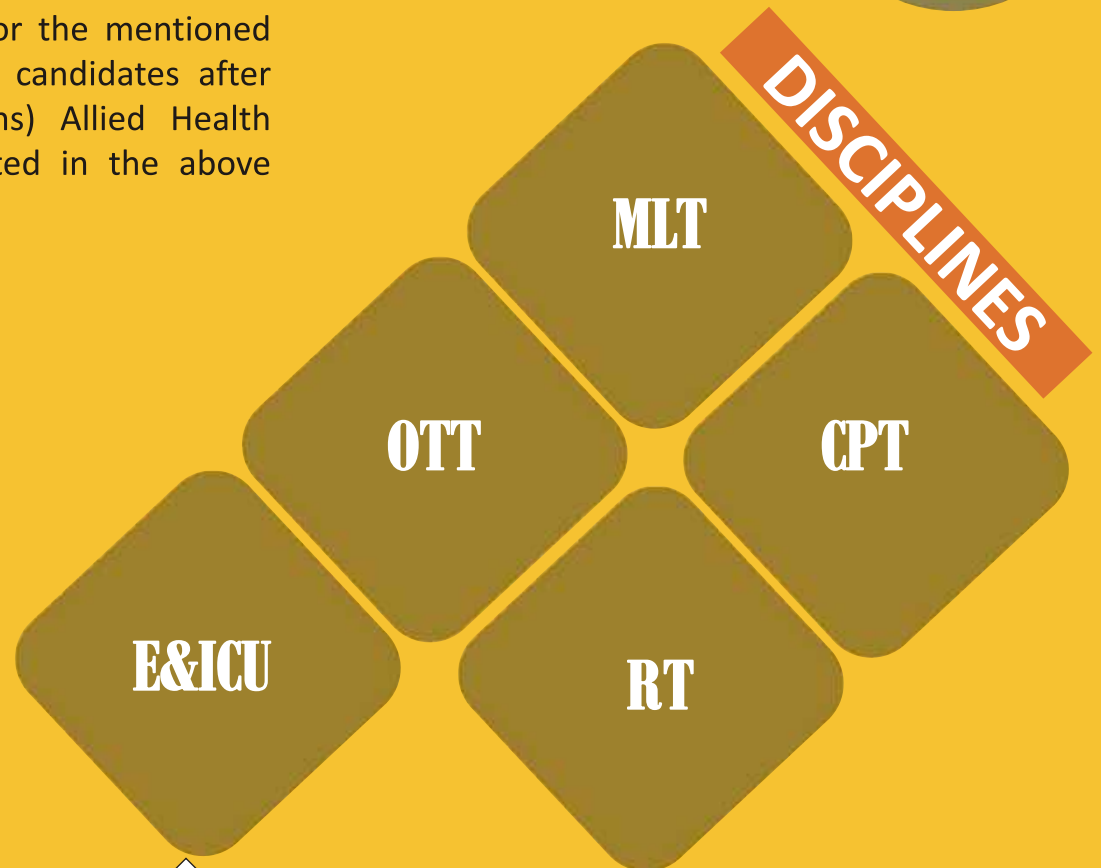 or the mentioned
candidates after
ns) Allied Health
ted in the above
DISCIPLINES
MLT
OTT
CPT
E&ICU
RT